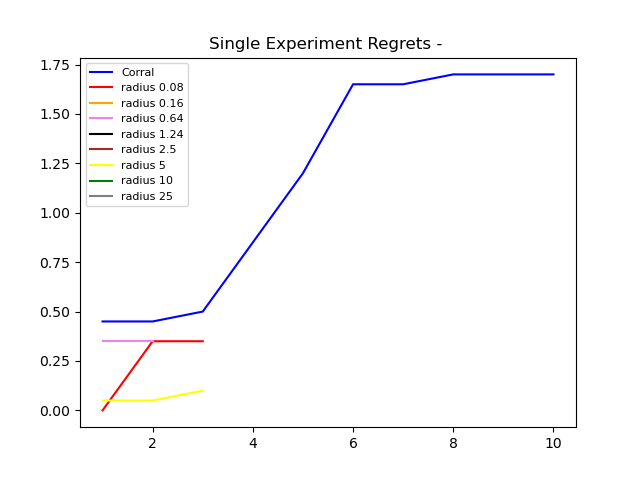 Single Experiment Regrets -
1.75
1.50
1.25
1.00
0.75
0.50
0.25
0.00
Corral
radius 0.08
radius 0.16
radius 0.64
radius 1.24
radius 2.5
radius 5
radius 10
radius 25
2 4 6 8 10